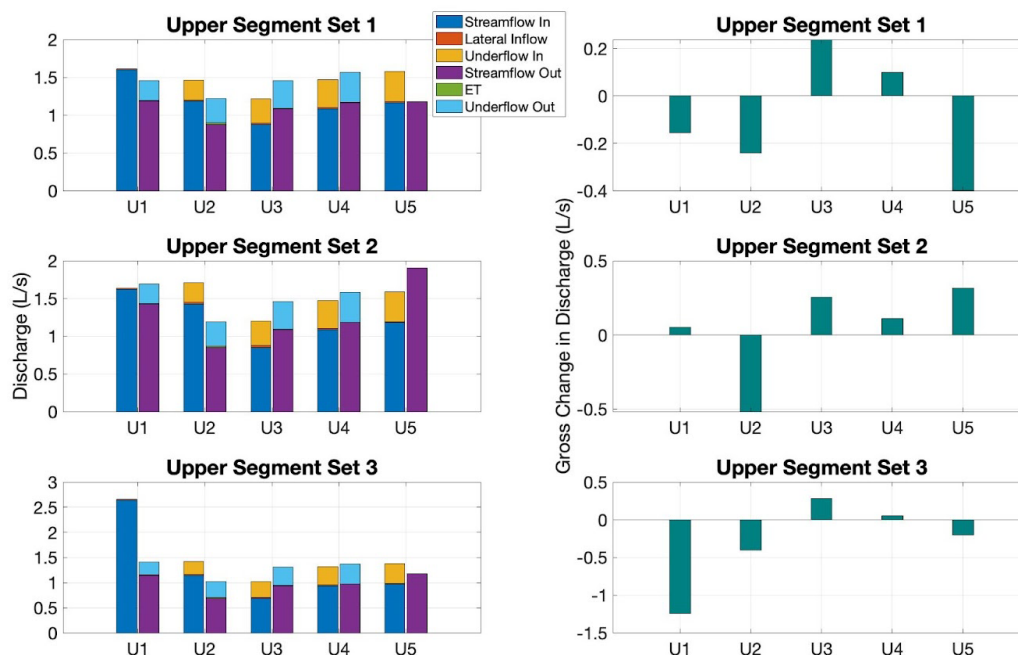 Upper Segment Set 1
2
1.5
1
0.5
0
U1 U2 U3 U4 U5
Streamflow In
Lateral Inflow
Underflow In
Streamflow Out
ET
Underflow Out
Upper Segment Set 1
0.2
0
-0.2
-0.4
U1 U2 U3 U4 U5
Upper Segment Set 2
Discharge (L/s)
2
1.5
1
0.5
0
U1 U2 U3 U4 U5
Gross Change in Discharge (L/s)
Upper Segment Set 2
0.5
0
-0.5
U1 U2 U3 U4 U5
Upper Segment Set 3
3
2.5
2
1.5
1
0.5
0
U1 U2 U3 U4 U5
Upper Segment Set 3
0.5
0
-0.5
-1
-1.5
U1 U2 U3 U4 U5